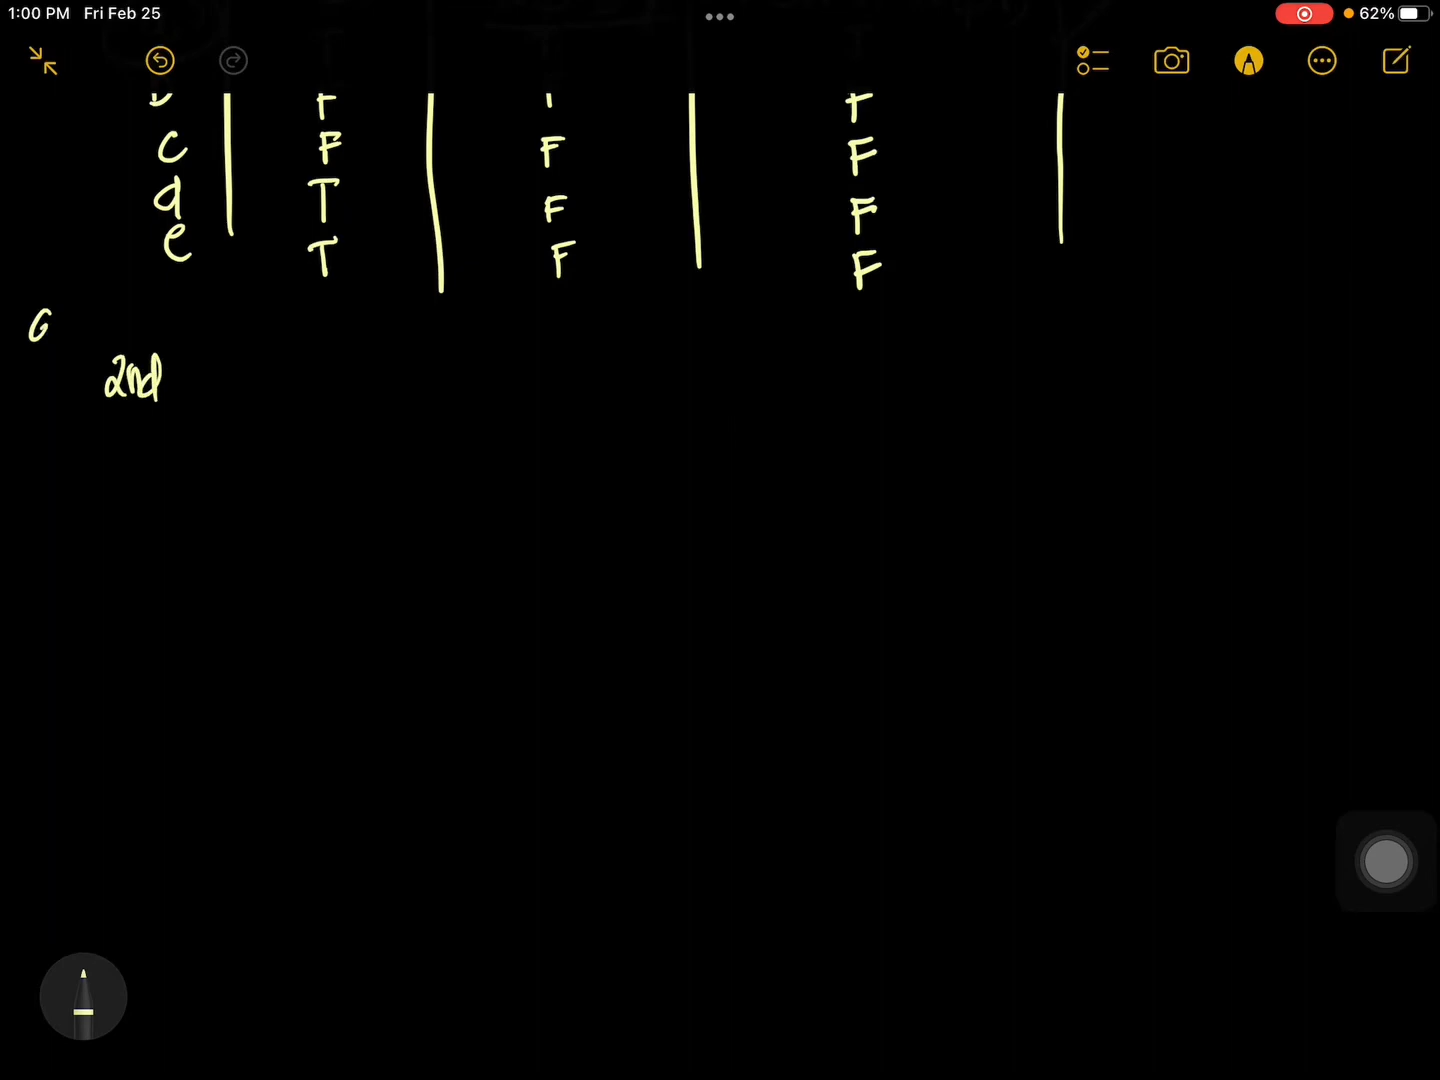 1:00 PM Fri Feb 25 62%
C F F F
d T F F
e T F F
6
2nd